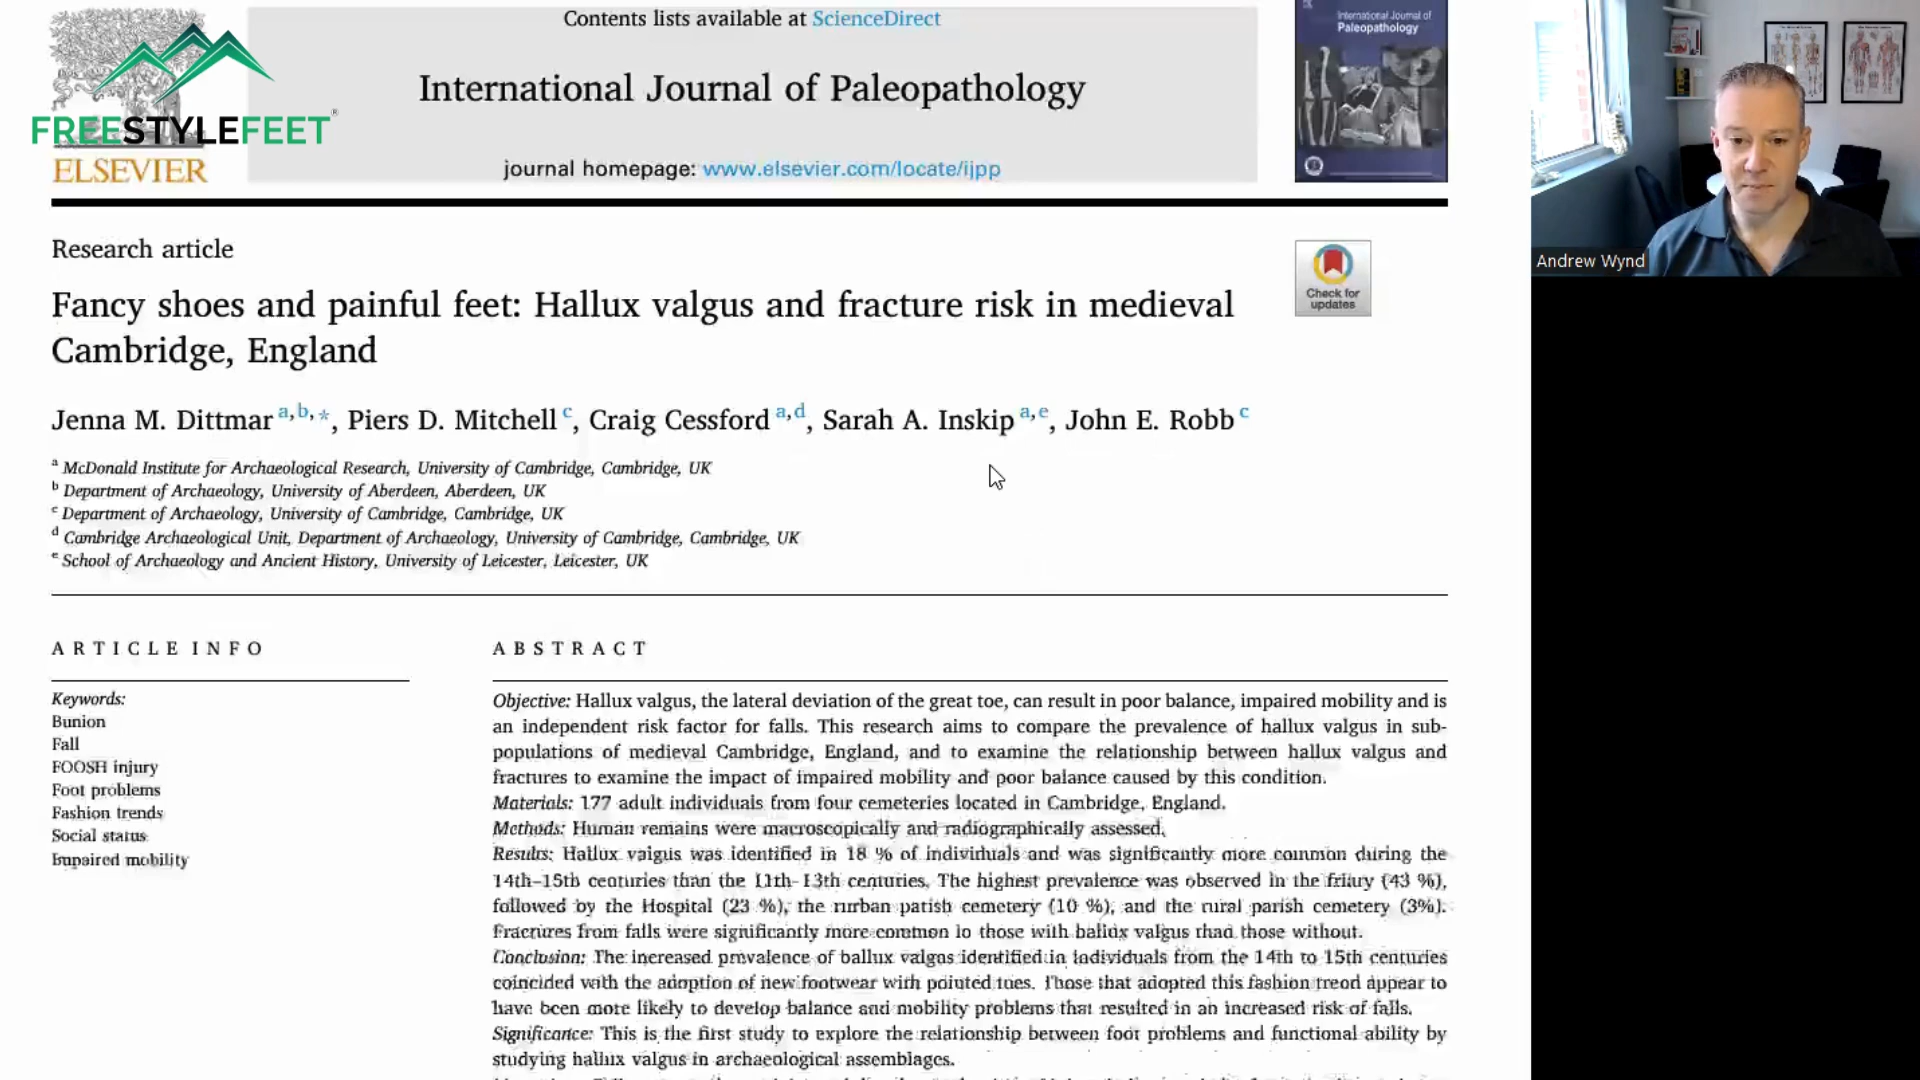 Contents lists available at ScienceDirect
International Journal of Paleopathology
journal homepage: www.elsevier.com/locate/ijpp
FREESTYLEFEET®
ELSEVIER
International Journal of
Paleopathology
Andrew Wynd
Research article
Check for
updates
Fancy shoes and painful feet: Hallux valgus and fracture risk in medieval
Cambridge, England
Jenna M. Dittmar a,b,*, Piers D. Mitchell c, Craig Cessford a,d, Sarah A. Inskip a,e, John E. Robb c
a McDonald Institute for Archaeological Research, University of Cambridge, Cambridge, UK
b Department of Archaeology, University of Aberdeen, Aberdeen, UK
c Department of Archaeology, University of Cambridge, Cambridge, UK
d Cambridge Archaeological Unit, Department of Archaeology, University of Cambridge, Cambridge, UK
e School of Archaeology and Ancient History, University of Leicester, Leicester, UK
ARTICLE INFO
Keywords:
Bunion
Fall
FOOSH injury
Foot problems
Fashion trends
Social status
Impaired mobility
ABSTRACT
Objective: Hallux valgus, the lateral deviation of the great toe, can result in poor balance, impaired mobility and is
an independent risk factor for falls. This research aims to compare the prevalence of hallux valgus in sub-
populations of medieval Cambridge, England, and to examine the relationship between hallux valgus and
fractures to examine the impact of impaired mobility and poor balance caused by this condition.
Materials: 177 adult individuals from four cemeteries located in Cambridge, England.
Methods: Human remains were macroscopically and radiographically assessed.
Results: Hallux valgus was identified in 18 % of individuals and was significantly more common during the
14th–15th centuries than the 11th–13th centuries. The highest prevalence was observed in the friary (43 %),
followed by the Hospital (23 %), the urban parish cemetery (10 %), and the rural parish cemetery (3%).
Fractures from falls were significantly more common in those with hallux valgus than those without.
Conclusion: The increased prevalence of hallux valgus identified in individuals from the 14th to 15th centuries
coincided with the adoption of new footwear with pointed toes. Those that adopted this fashion trend appear to
have been more likely to develop balance and mobility problems that resulted in an increased risk of falls.
Significance: This is the first study to explore the relationship between foot problems and functional ability by
studying hallux valgus in archaeological assemblages.